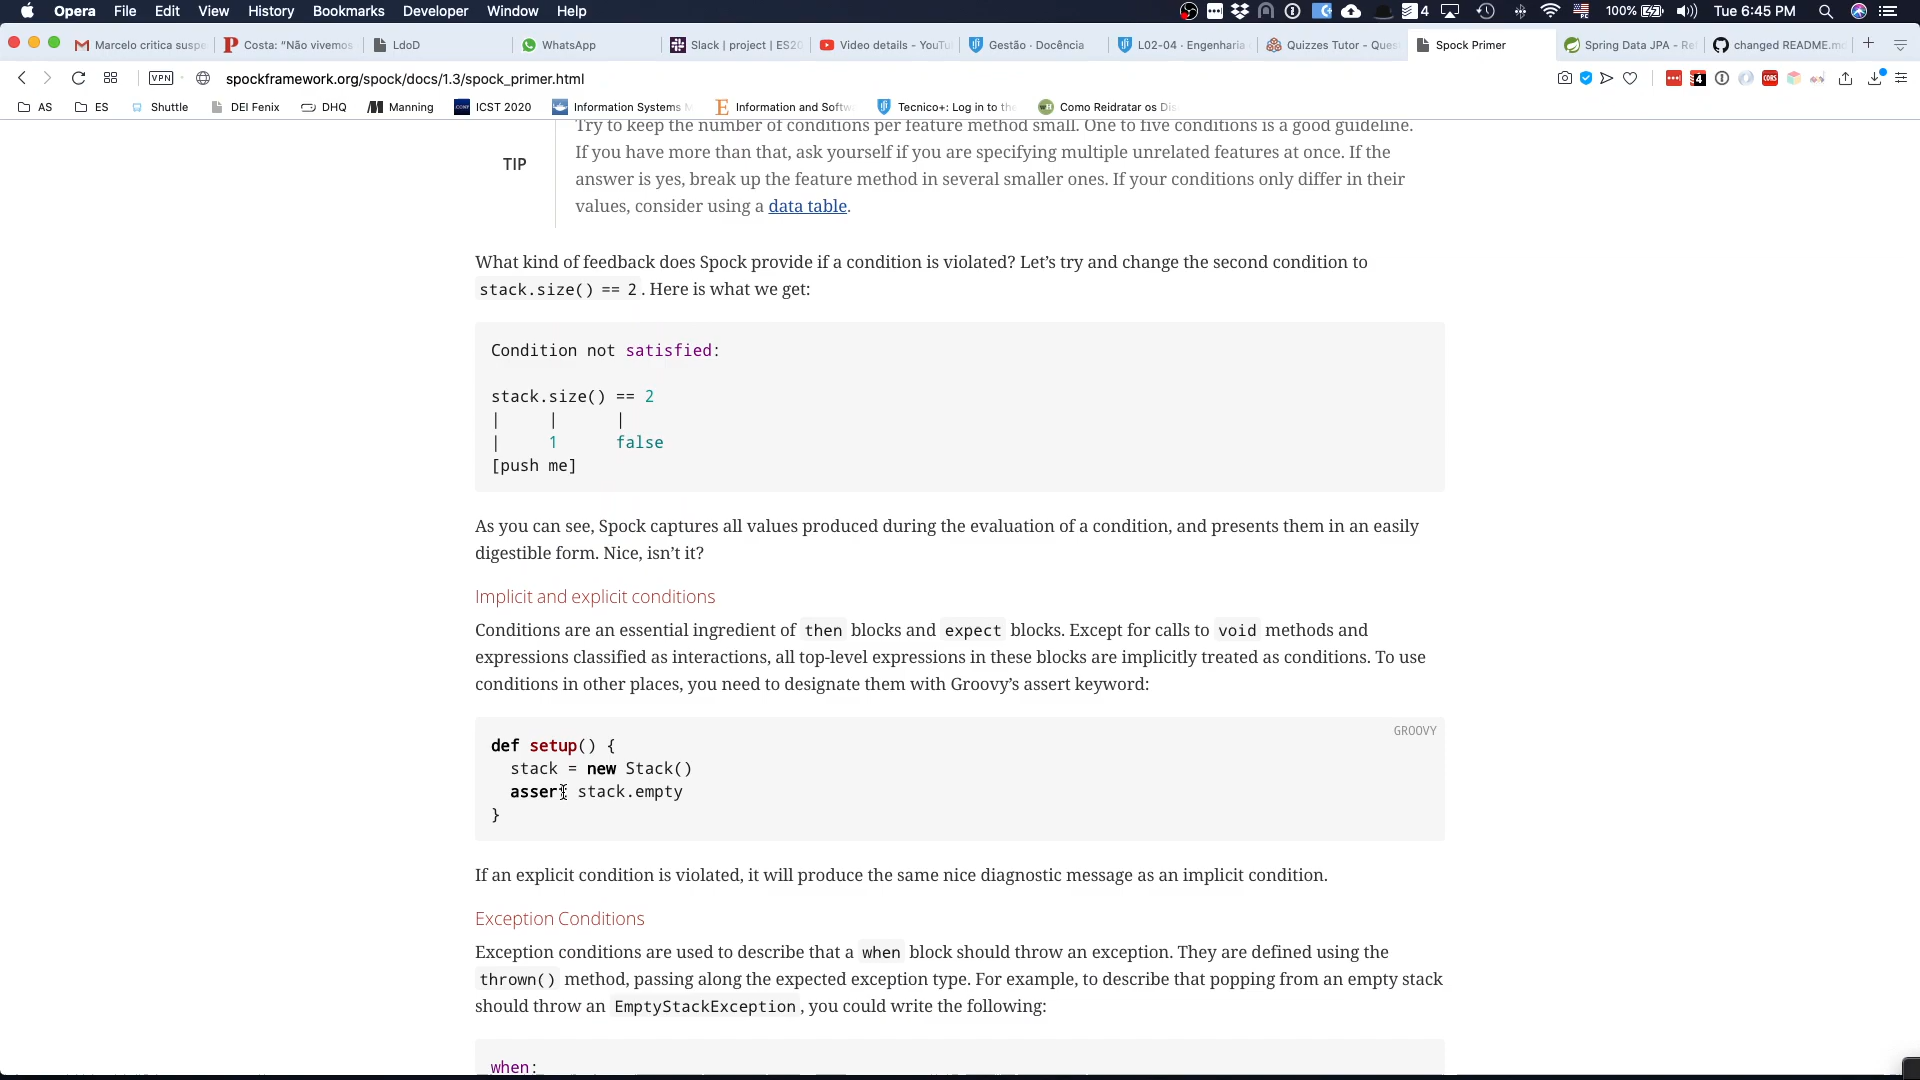 Opera File Edit View History Bookmarks Developer Window Help 4 100% Tue 6:45 PM
Marcelo critica suspe Costa: “Não vivemos LdoD WhatsApp Slack | project | ES20 Video details - YouTu Gestão · Docência L02-04 · Engenharia Quizzes Tutor - Ques Spock Primer Spring Data JPA - Ref changed README.md
VPN spockframework.org/spock/docs/1.3/spock_primer.html
AS ES Shuttle DEI Fenix DHQ Manning ICST 2020 Information Systems Information and Softw Tecnico+: Log in to the Como Reidratar os Dis
Try to keep the number of conditions per feature method small. One to five conditions is a good guideline.
If you have more than that, ask yourself if you are specifying multiple unrelated features at once. If the
TIP
answer is yes, break up the feature method in several smaller ones. If your conditions only differ in their
values, consider using a data table.
What kind of feedback does Spock provide if a condition is violated? Let’s try and change the second condition to
stack.size() == 2. Here is what we get:
Condition not satisfied:
stack.size() == 2
|     |      |
|     1      false
[push me]
As you can see, Spock captures all values produced during the evaluation of a condition, and presents them in an easily
digestible form. Nice, isn’t it?
Implicit and explicit conditions
Conditions are an essential ingredient of then blocks and expect blocks. Except for calls to void methods and
expressions classified as interactions, all top-level expressions in these blocks are implicitly treated as conditions. To use
conditions in other places, you need to designate them with Groovy’s assert keyword:
GROOVY
def setup() {
stack = new Stack()
assert stack.empty
}
If an explicit condition is violated, it will produce the same nice diagnostic message as an implicit condition.
Exception Conditions
Exception conditions are used to describe that a when block should throw an exception. They are defined using the
thrown() method, passing along the expected exception type. For example, to describe that popping from an empty stack
should throw an EmptyStackException, you could write the following:
when: